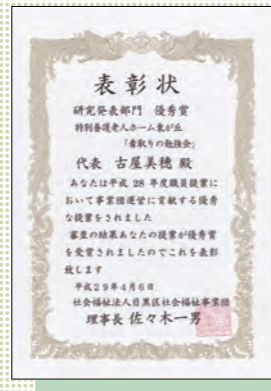 表彰状
研究発表部門 優秀賞
特別養護老人ホーム東が丘
「看取りの勉強会」
代表 古屋美穂 殿
あなたは平成 28 年度職員提案に
おいて事業団運営に貢献する優秀
な提案をされました
審査の結果あなたの提案が優秀賞
を受賞されましたのでこれを表彰
致します
平成29年4月6日
社会福祉法人目黒区社会福祉事業団
理事長 佐々木一男